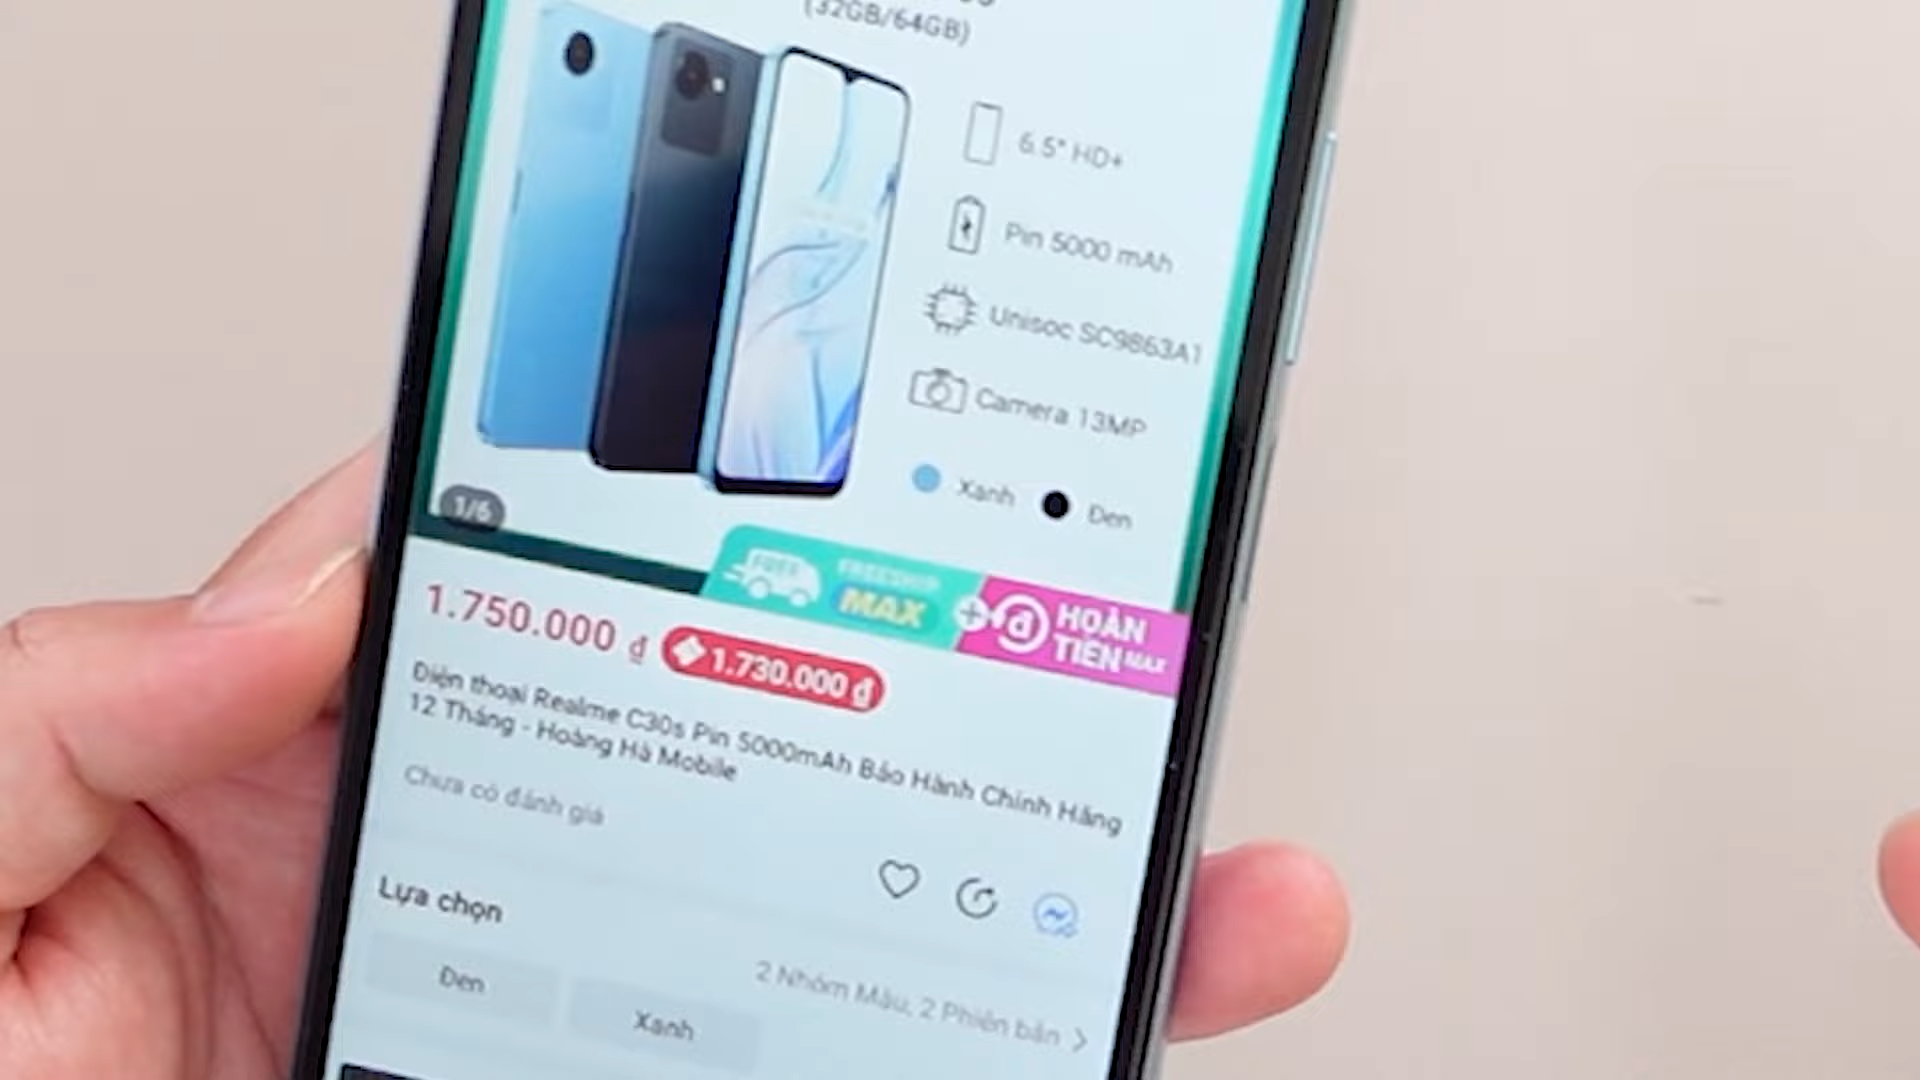 (32GB/64GB)
6.5" HD+
Pin 5000 mAh
Unisoc SC9863A1
Camera 13MP
Xanh
Đen
1/6
FREE
FREESHIP
MAX
+
đ
HOÀN
TIỀN MAX
1.750.000 ₫
1.730.000 ₫
Điện thoại Realme C30s Pin 5000mAh Bảo Hành Chính Hãng
12 Tháng - Hoàng Hà Mobile
Chưa có đánh giá
Lựa chọn
2 Nhóm Màu, 2 Phiên bản >
Đen
Xanh